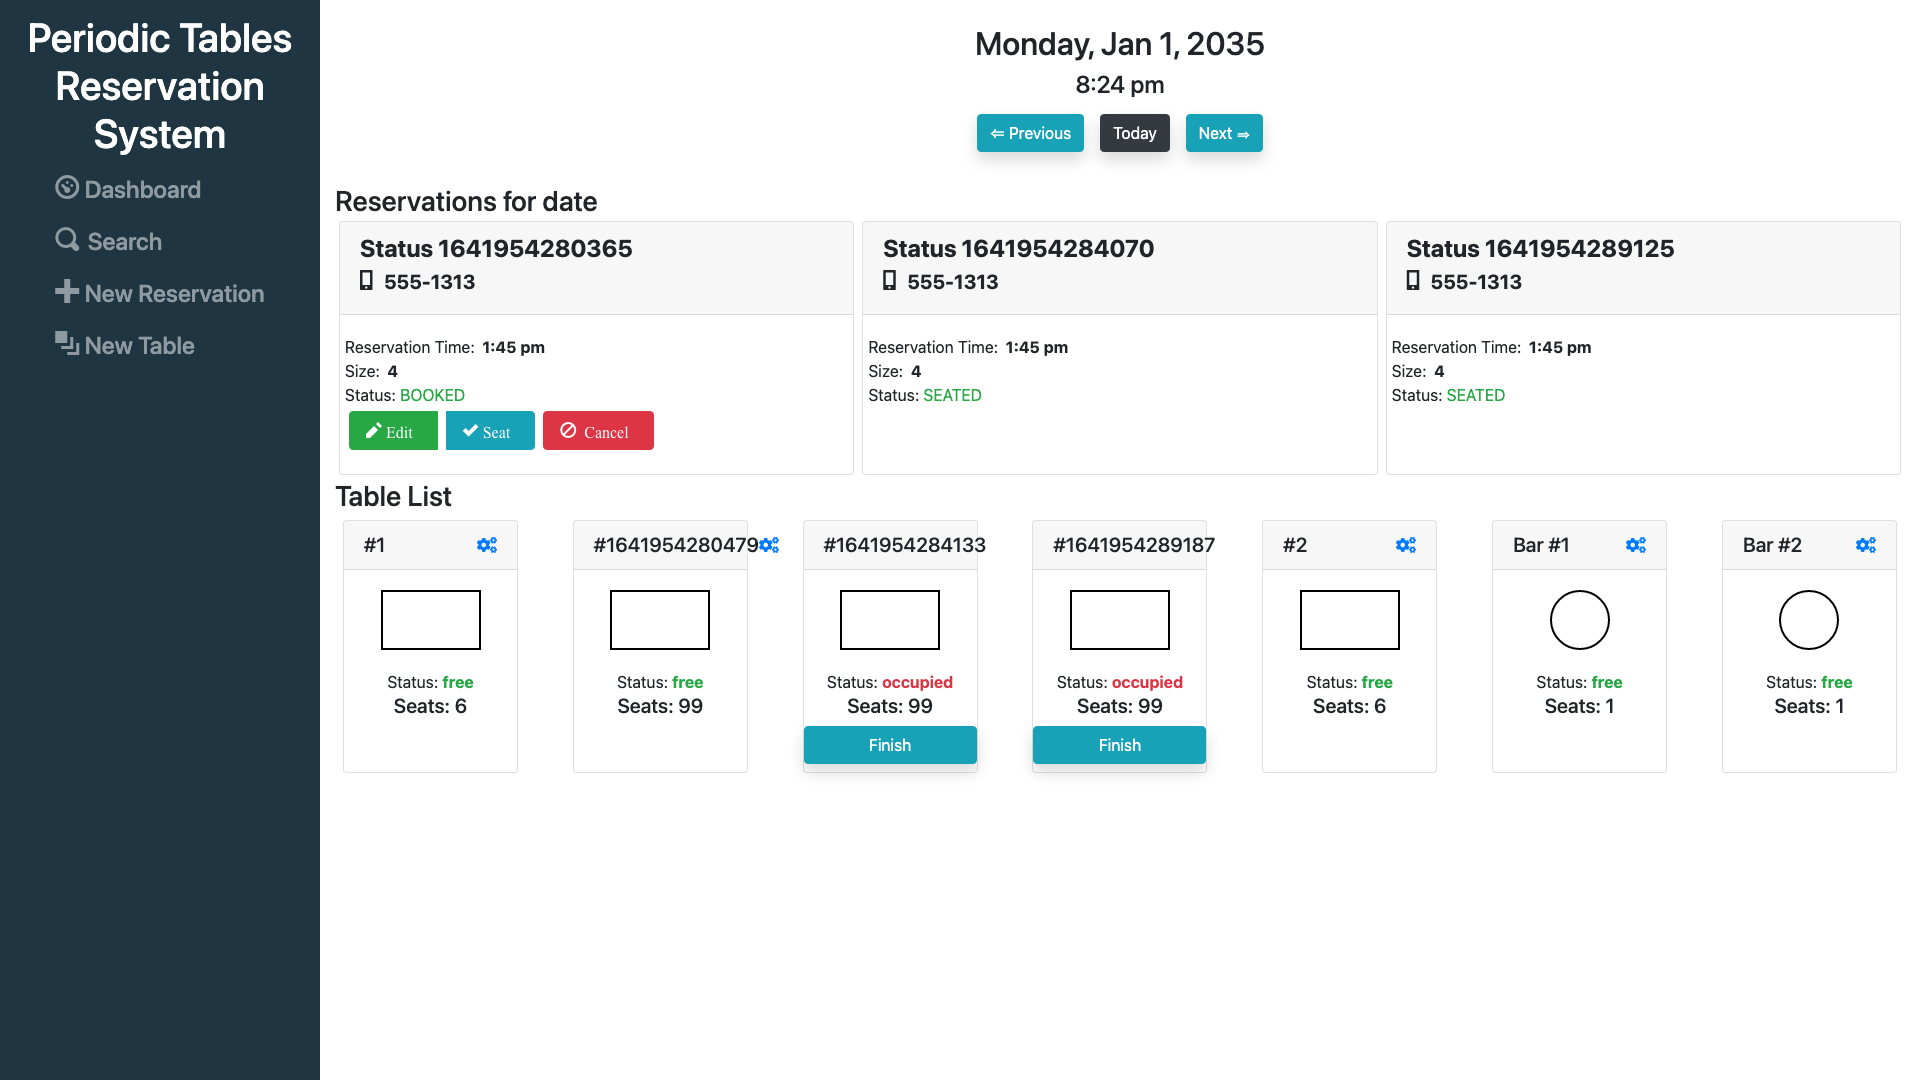 Periodic Tables
Reservation
System
Dashboard
Search
New Reservation
New Table
Monday, Jan 1, 2035
8:24 pm
⇐ Previous
Today
Next ⇒
Reservations for date
Status 1641954280365
555-1313
Reservation Time: 1:45 pm
Size: 4
Status: BOOKED
Edit
Seat
Cancel
Status 1641954284070
555-1313
Reservation Time: 1:45 pm
Size: 4
Status: SEATED
Status 1641954289125
555-1313
Reservation Time: 1:45 pm
Size: 4
Status: SEATED
Table List
#1
Status: free
Seats: 6
#1641954280479
Status: free
Seats: 99
#1641954284133
Status: occupied
Seats: 99
Finish
#1641954289187
Status: occupied
Seats: 99
Finish
#2
Status: free
Seats: 6
Bar #1
Status: free
Seats: 1
Bar #2
Status: free
Seats: 1